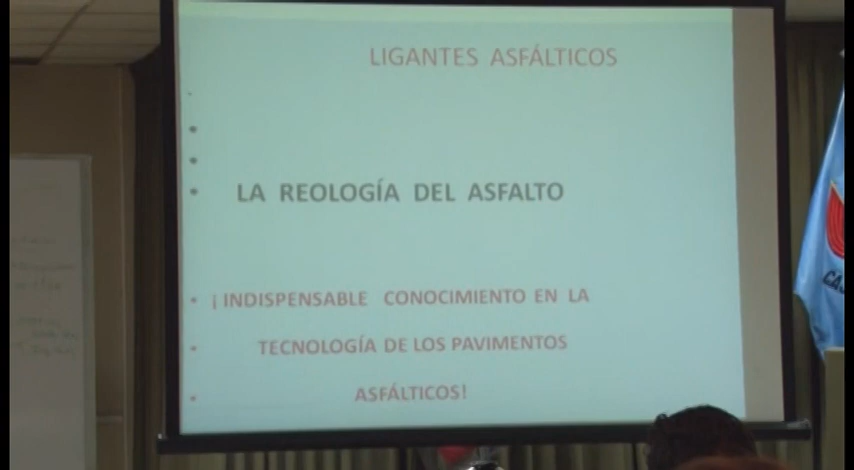 LIGANTES ASFÁLTICOS
LA REOLOGÍA DEL ASFALTO
¡ INDISPENSABLE CONOCIMIENTO EN LA
TECNOLOGÍA DE LOS PAVIMENTOS
ASFÁLTICOS!